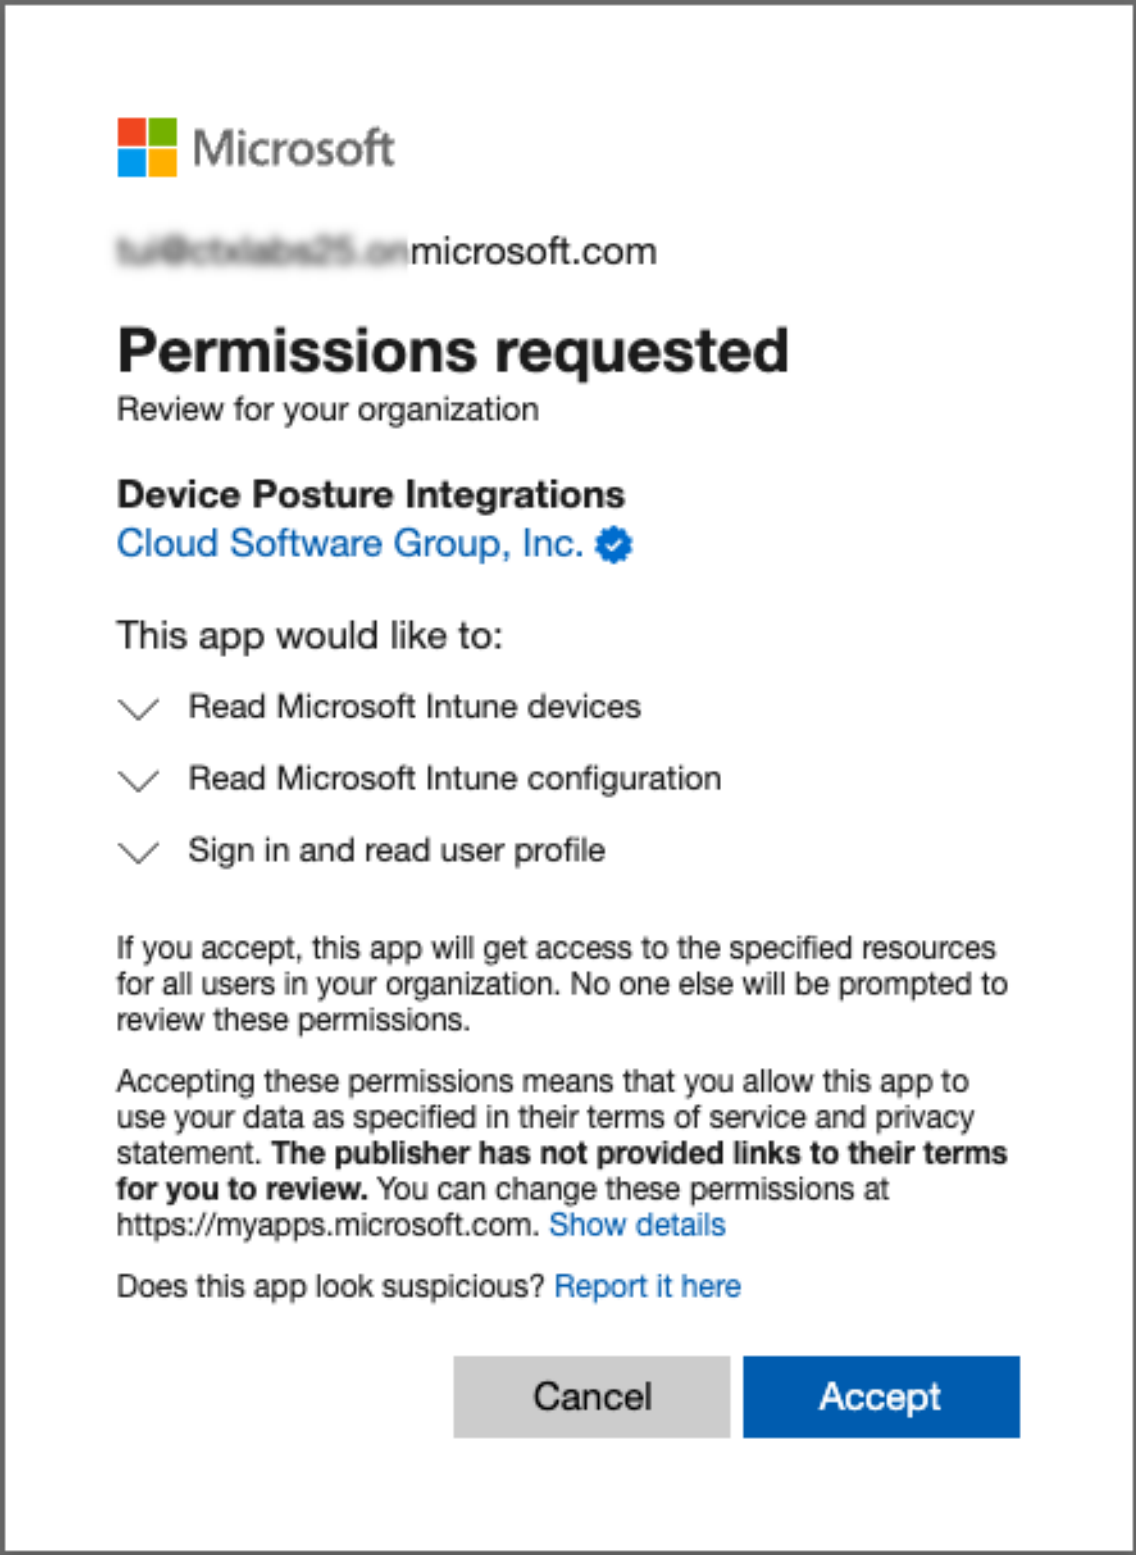 Microsoft
microsoft.com
Permissions requested
Review for your organization
Device Posture Integrations
Cloud Software Group, Inc.
This app would like to:
Read Microsoft Intune devices
Read Microsoft Intune configuration
Sign in and read user profile
If you accept, this app will get access to the specified resources
for all users in your organization. No one else will be prompted to
review these permissions.
Accepting these permissions means that you allow this app to
use your data as specified in their terms of service and privacy
statement. The publisher has not provided links to their terms
for you to review. You can change these permissions at
https://myapps.microsoft.com. Show details
Does this app look suspicious? Report it here
Cancel
Accept